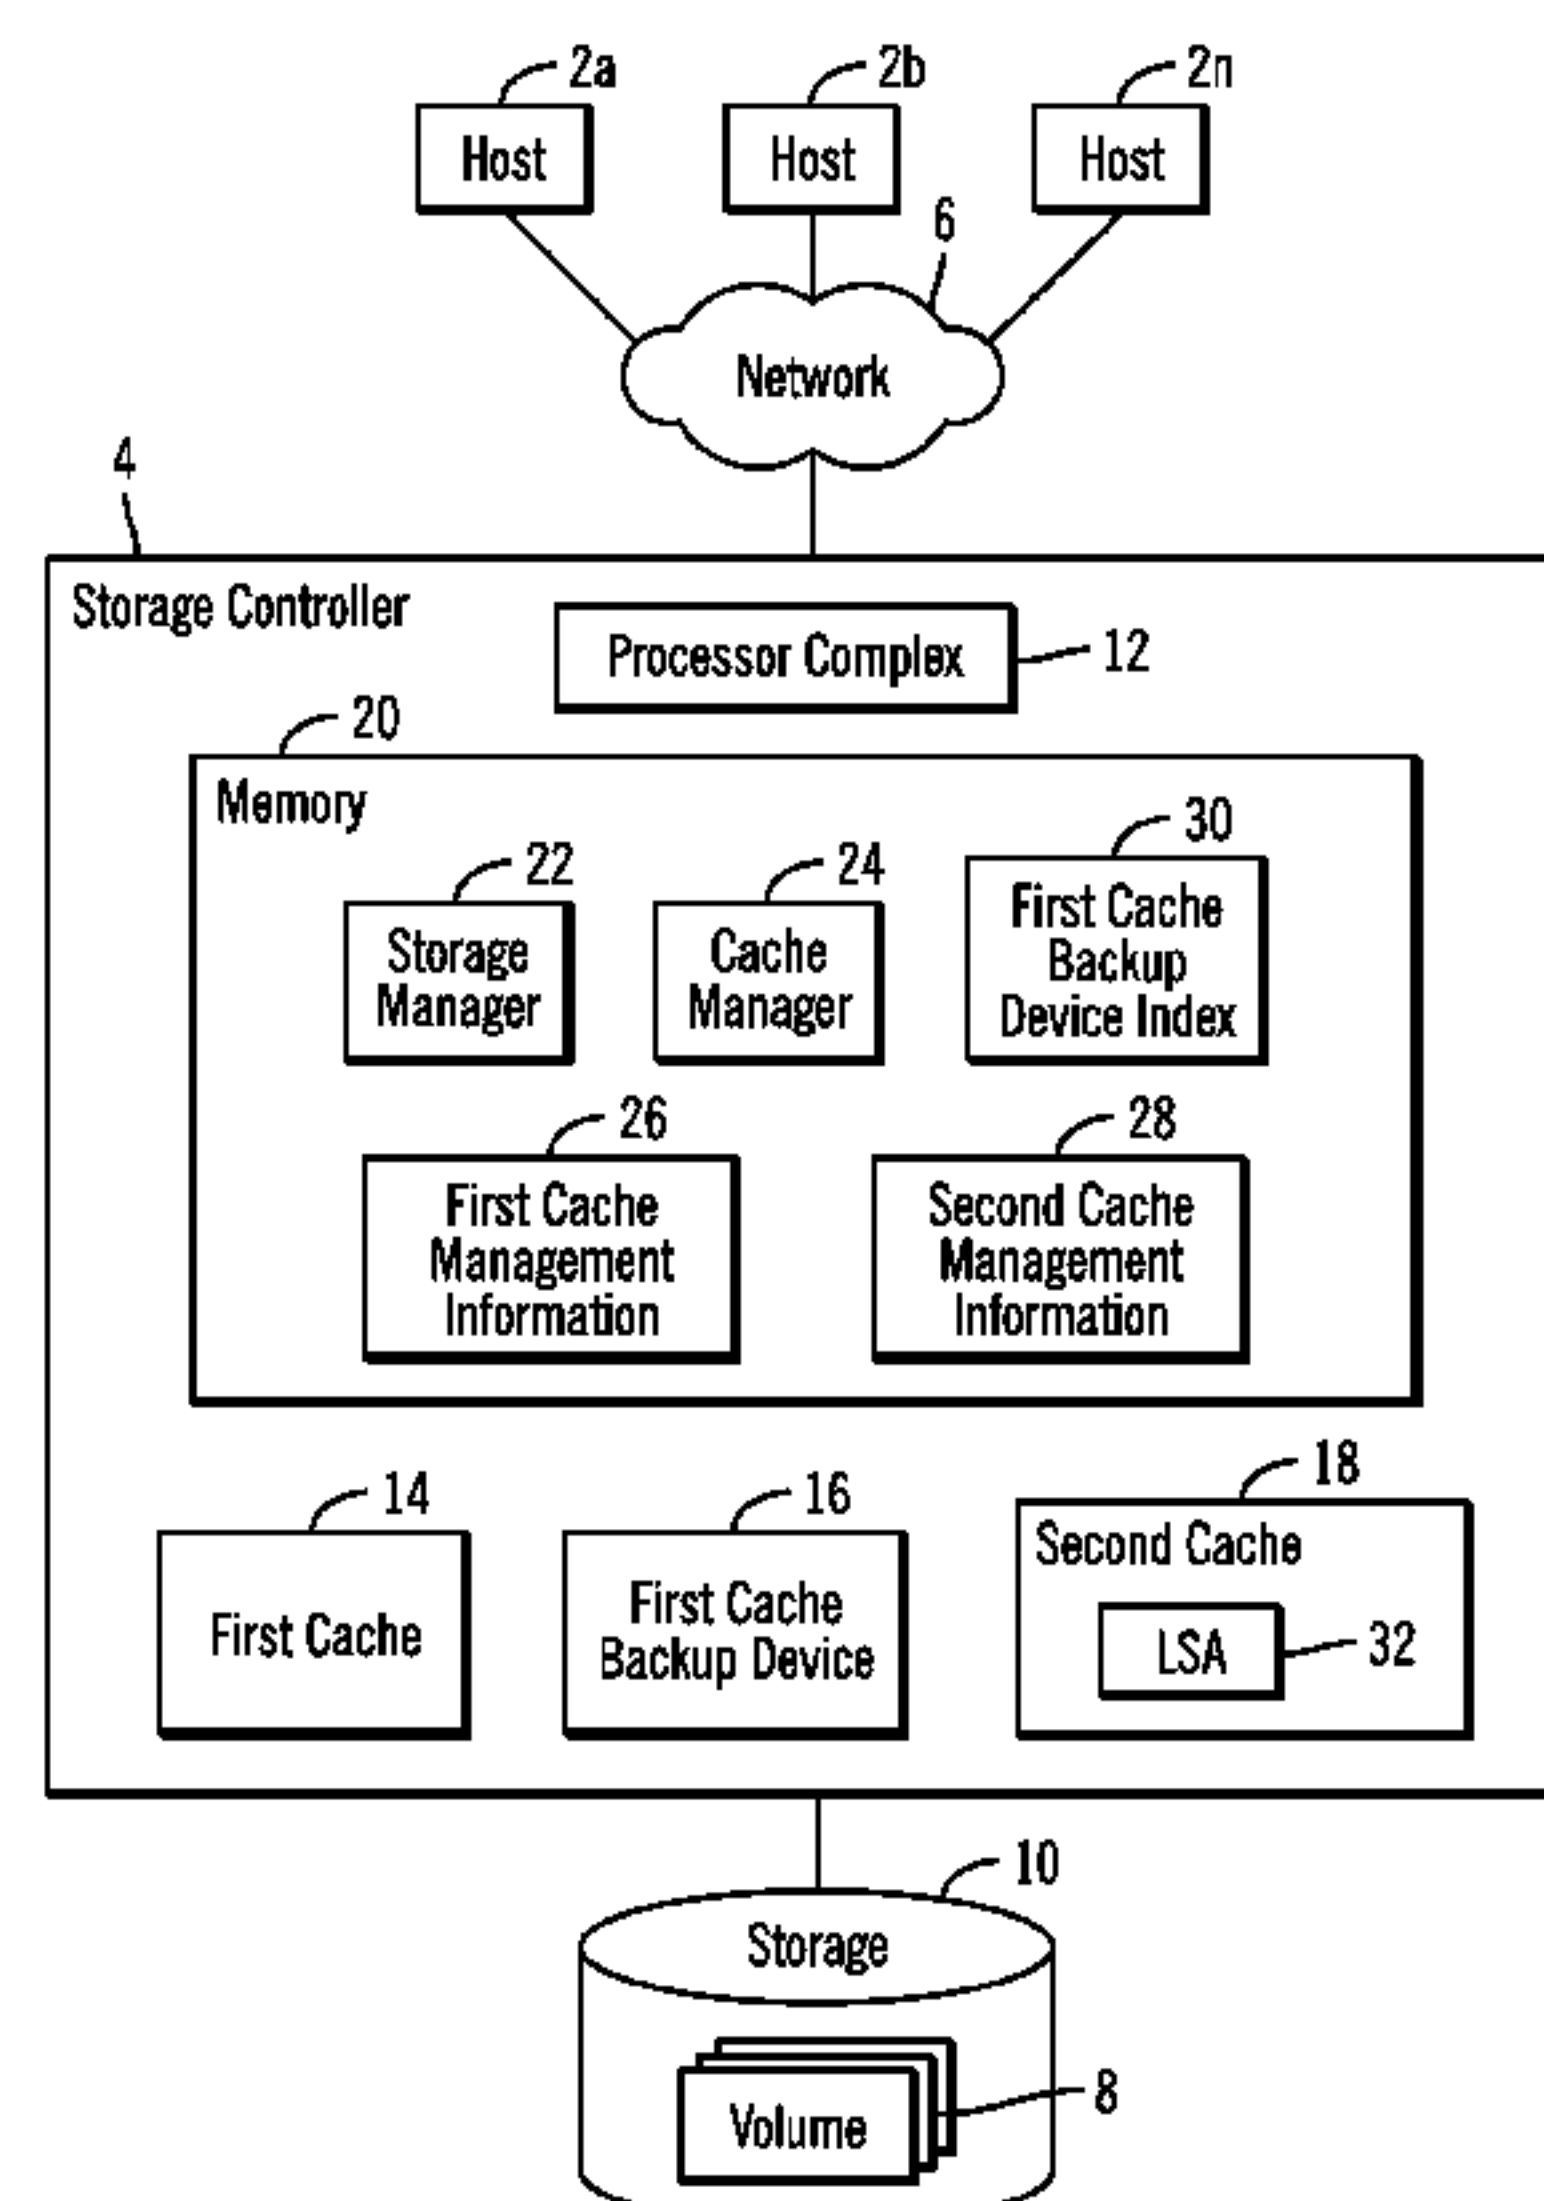 2a
2b
2n
Host
Host
Host
6
Network
4
Storage Controller
Processor Complex
12
20
Memory
22
24
30
Storage
Manager
Cache
Manager
First Cache
Backup
Device Index
26
28
First Cache
Management
Information
Second Cache
Management
Information
14
16
18
First Cache
First Cache
Backup Device
Second Cache
LSA
32
10
Storage
Volume
8